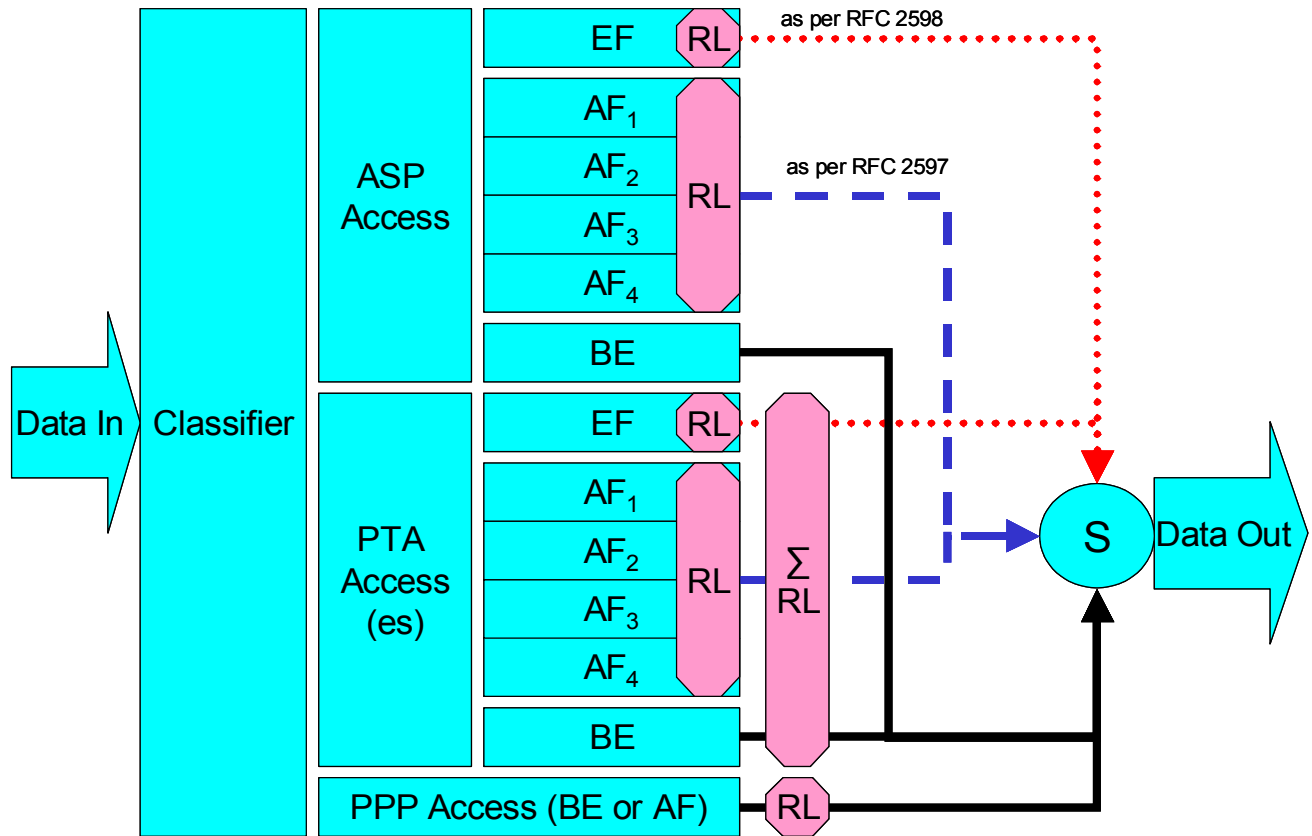 as per RFC 2598
EF
RL
AF1
AF2
as per RFC 2597
ASP
Access
RL
AF3
AF4
BE
Data In
Classifier
EF
RL
AF1
PTA
Access
(es)
AF2
RL
Σ
RL
S
Data Out
AF3
AF4
BE
PPP Access (BE or AF)
RL